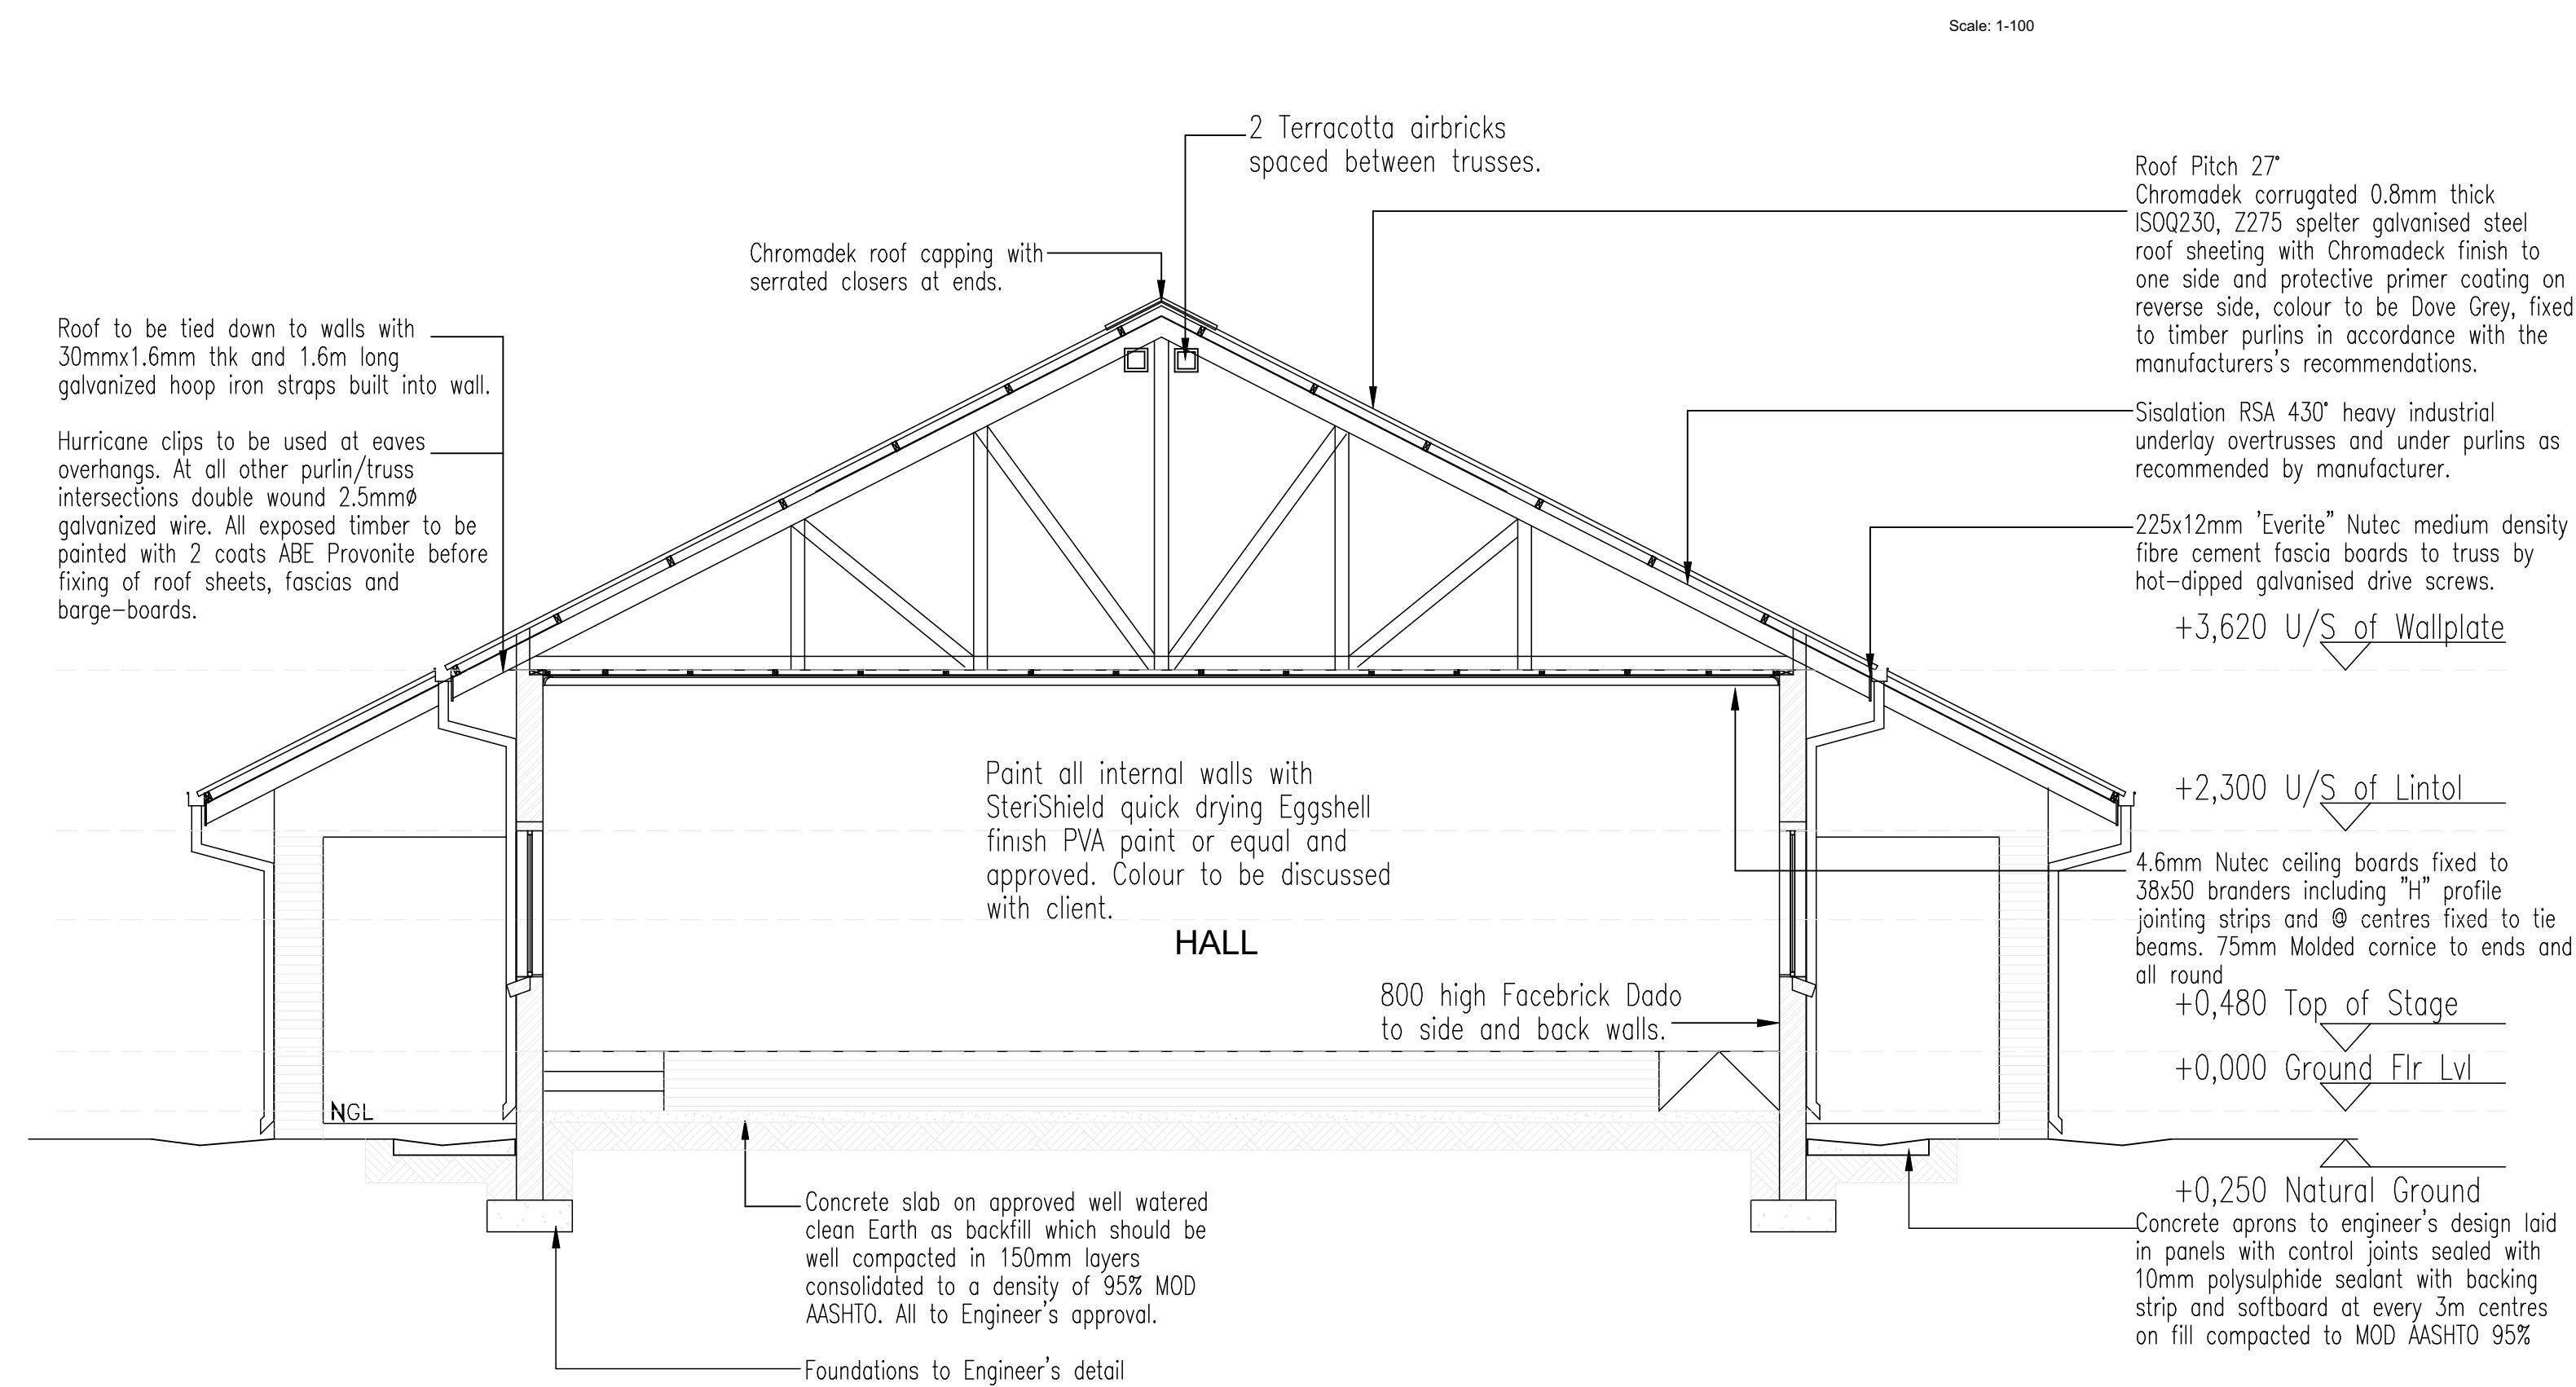 Scale: 1-100
2 Terracotta airbricks
spaced between trusses.
Chromadek roof capping with
serrated closers at ends.
Roof to be tied down to walls with
30mmx1.6mm thk and 1.6m long
galvanized hoop iron straps built into wall.
Hurricane clips to be used at eaves
overhangs. At all other purlin/truss
intersections double wound 2.5mmø
galvanized wire. All exposed timber to be
painted with 2 coats ABE Provonite before
fixing of roof sheets, fascias and
barge-boards.
Roof Pitch 27°
Chromadek corrugated 0.8mm thick
ISOQ230, Z275 spelter galvanised steel
roof sheeting with Chromadeck finish to
one side and protective primer coating on
reverse side, colour to be Dove Grey, fixed
to timber purlins in accordance with the
manufacturers's recommendations.
Sisalation RSA 430° heavy industrial
underlay overtrusses and under purlins as
recommended by manufacturer.
225x12mm 'Everite" Nutec medium density
fibre cement fascia boards to truss by
hot-dipped galvanised drive screws.
+3,620 U/S of Wallplate
+2,300 U/S of Lintol
4.6mm Nutec ceiling boards fixed to
38x50 branders including "H" profile
jointing strips and @ centres fixed to tie
beams. 75mm Molded cornice to ends and
all round
+0,480 Top of Stage
+0,000 Ground Flr Lvl
+0,250 Natural Ground
Concrete aprons to engineer's design laid
in panels with control joints sealed with
10mm polysulphide sealant with backing
strip and softboard at every 3m centres
on fill compacted to MOD AASHTO 95%
Paint all internal walls with
SteriShield quick drying Eggshell
finish PVA paint or equal and
approved. Colour to be discussed
with client.
HALL
800 high Facebrick Dado
to side and back walls.
NGL
Concrete slab on approved well watered
clean Earth as backfill which should be
well compacted in 150mm layers
consolidated to a density of 95% MOD
AASHTO. All to Engineer's approval.
Foundations to Engineer's detail